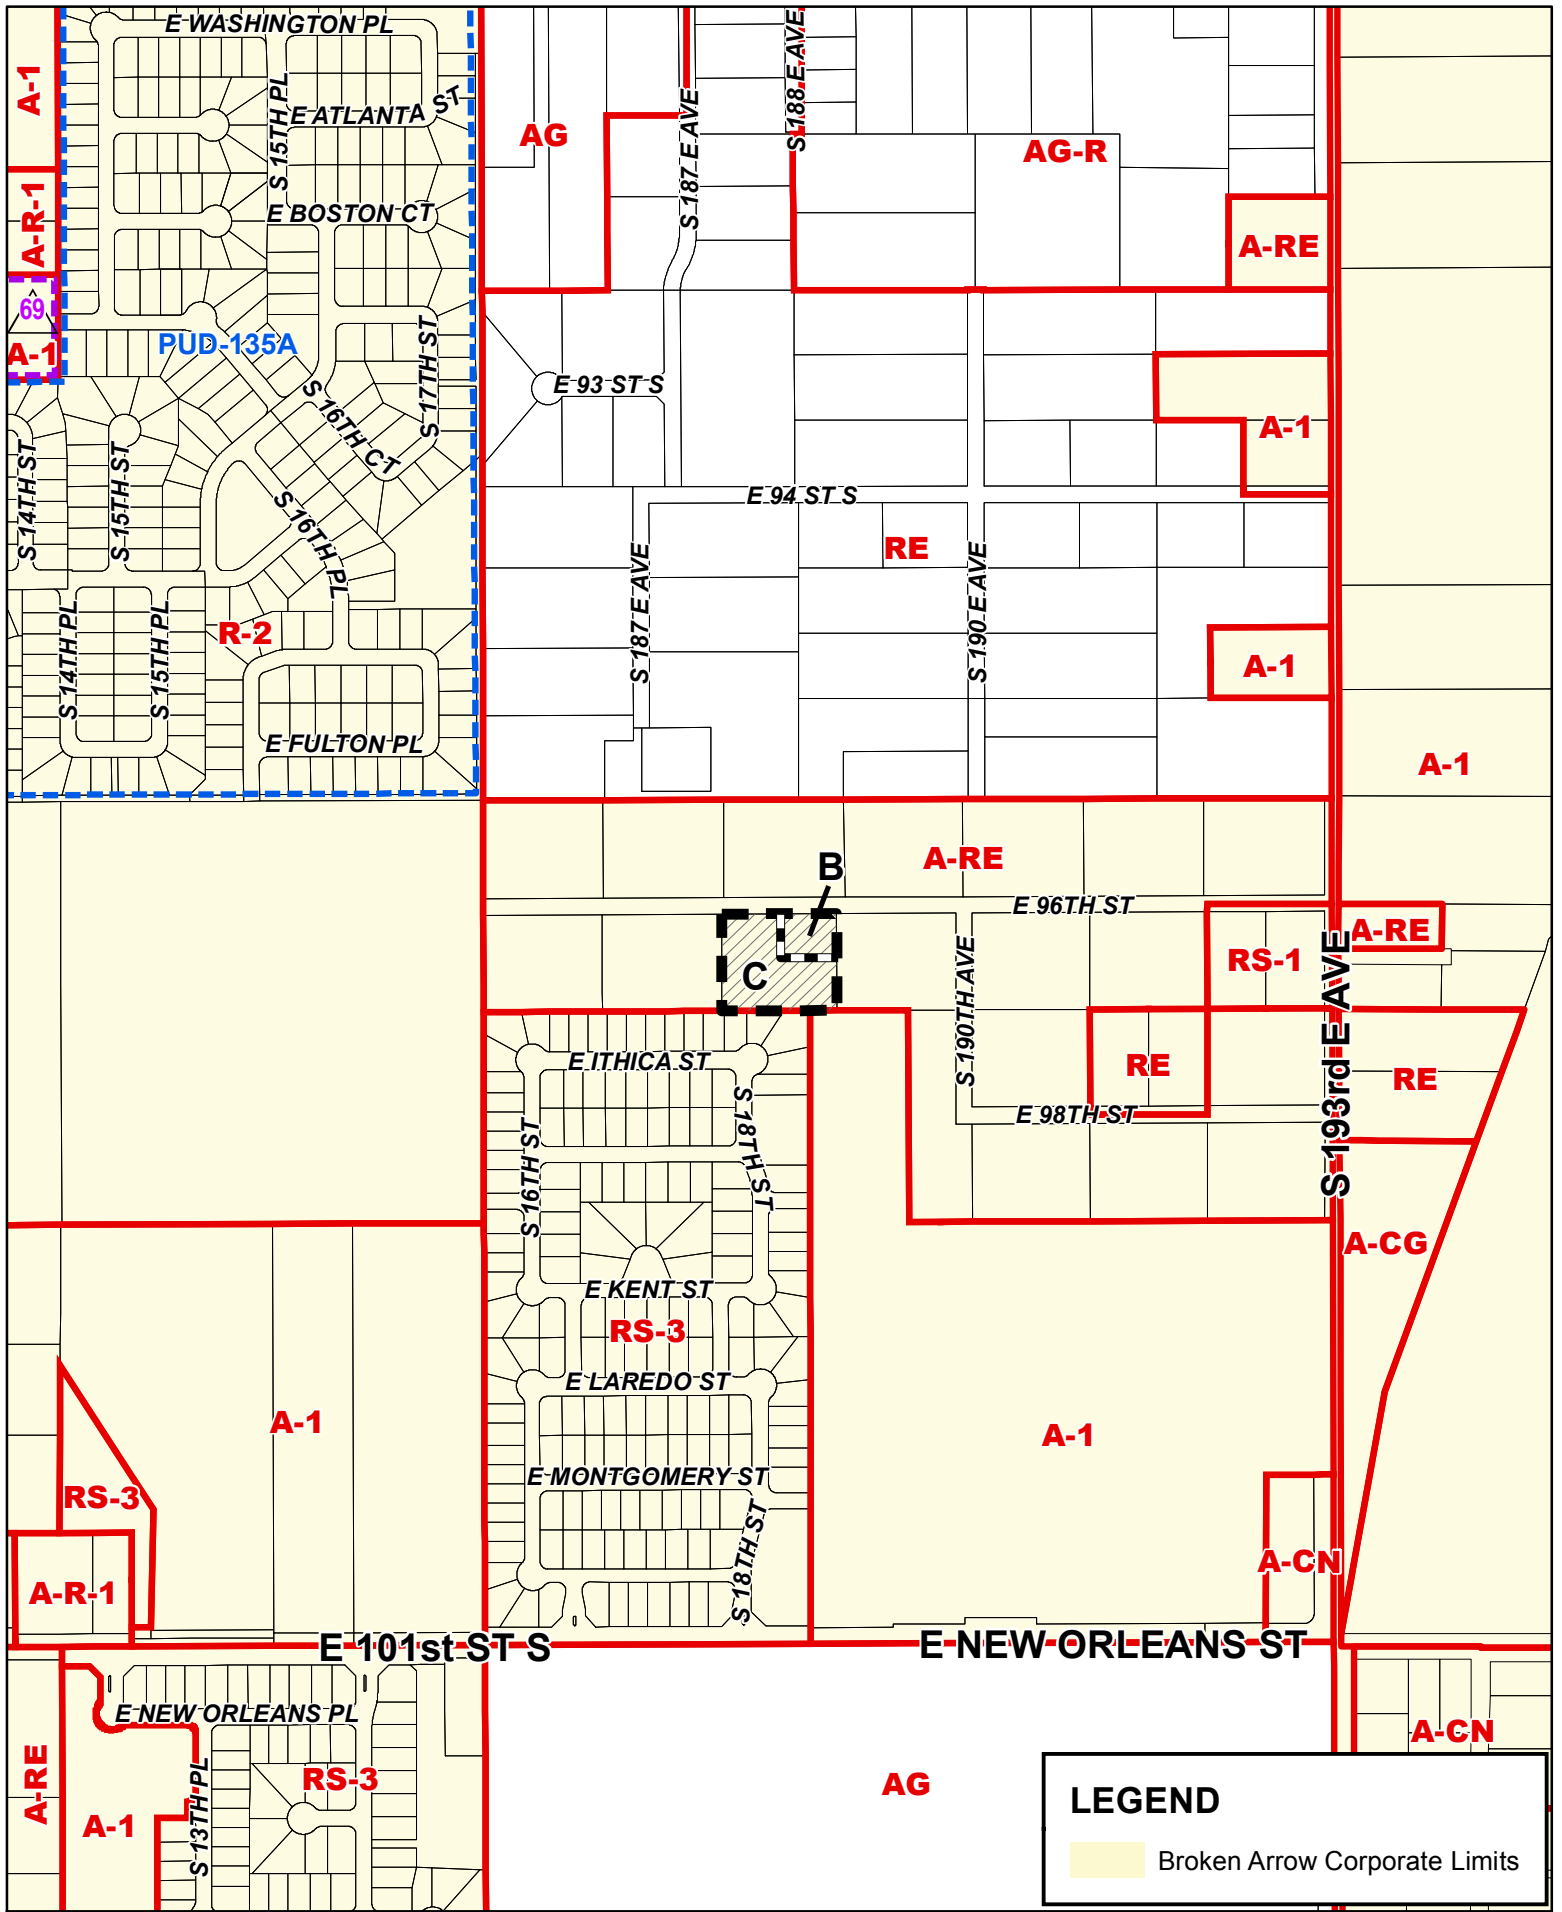 E WASHINGTON PL
A-1
S 15TH PL
E ATLANTA ST
AG
S 187 E AVE
S 188 E AVE
AG-R
A-R-1
E BOSTON CT
A-RE
69
A-1
PUD-135A
S 17TH ST
S 16TH CT
E 93 ST S
A-1
S 14TH ST
S 15TH ST
S 16TH PL
E 94 ST S
RE
S 187 E AVE
S 190 E AVE
R-2
S 14TH PL
S 15TH PL
A-1
E FULTON PL
A-1
B
A-RE
E 96TH ST
A-RE
C
RS-1
S 190TH AVE
S 193rd E AVE
E ITHICA ST
RE
RE
S 18TH ST
E 98TH ST
S 16TH ST
A-CG
E KENT ST
RS-3
E LAREDO ST
A-1
A-1
E MONTGOMERY ST
RS-3
S 18TH ST
A-CN
A-R-1
E 101st ST S
E NEW ORLEANS ST
E NEW ORLEANS PL
A-CN
A-RE
RS-3
AG
S 13TH PL
A-1
LEGEND
Broken Arrow Corporate Limits